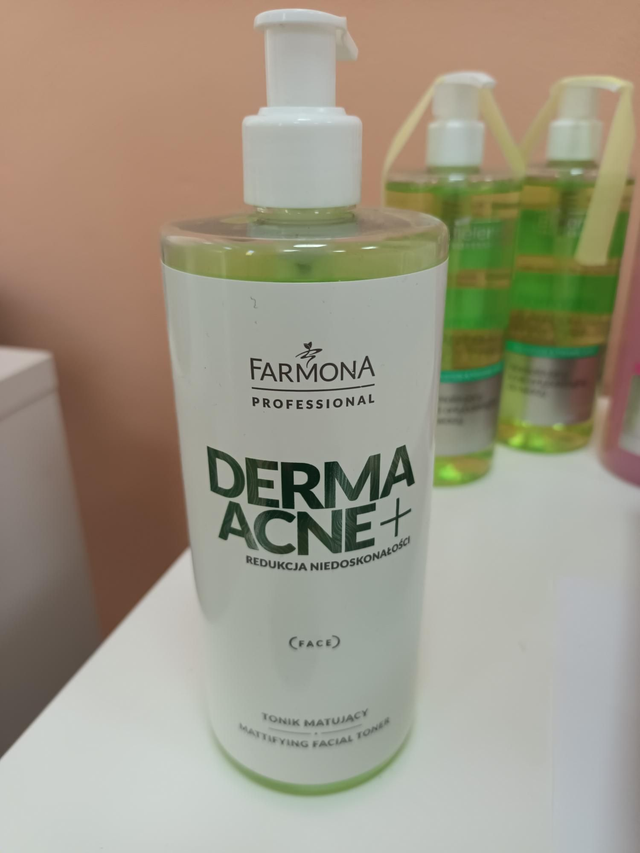 FARMONA
PROFESSIONAL
DERMA
ACNE+
REDUKCJA NIEDOSKONAŁOŚCI
(FACE)
TONIK MATUJĄCY
MATTIFYING FACIAL TONER